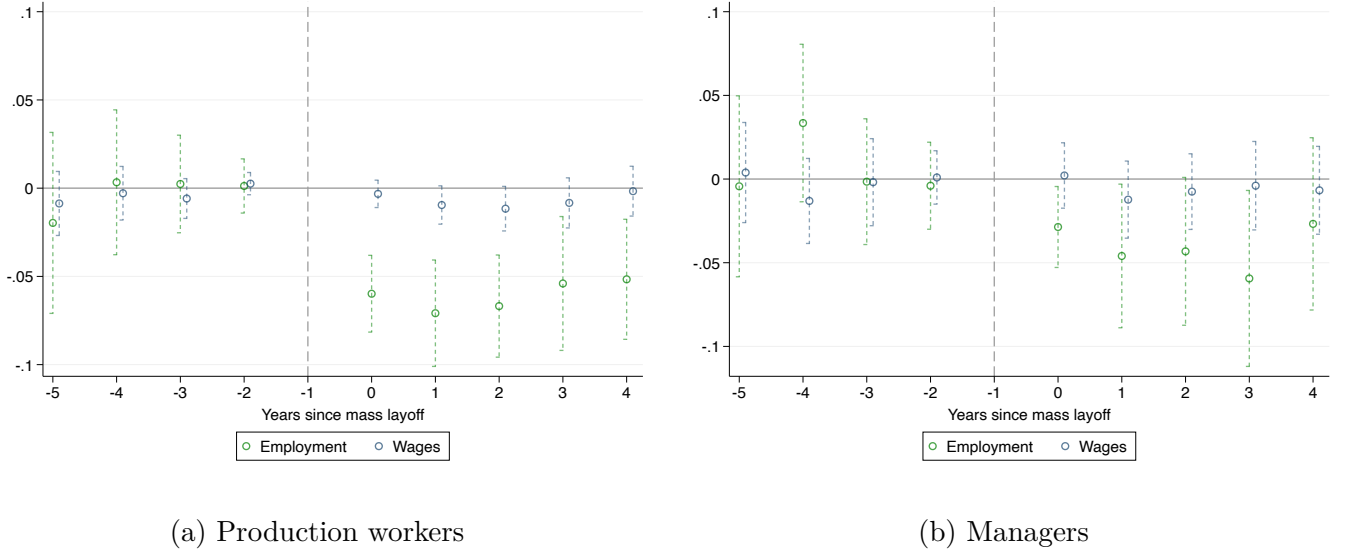 .1
.05
0
-.05
-.1
-5 -4 -3 -2 -1 0 1 2 3 4
Years since mass layoff
Employment Wages
(a) Production workers
.1
.05
0
-.05
-.1
-5 -4 -3 -2 -1 0 1 2 3 4
Years since mass layoff
Employment Wages
(b) Managers